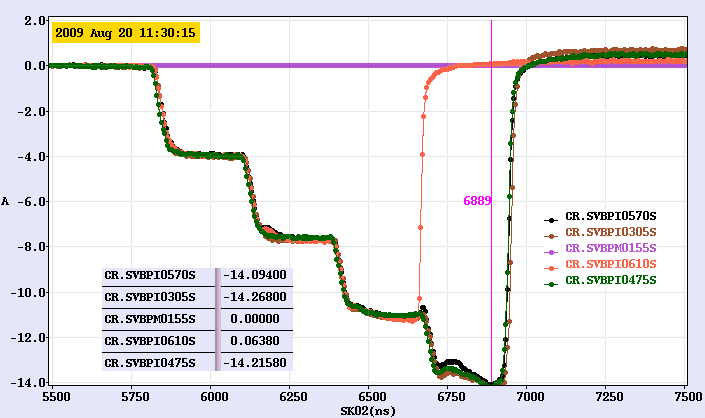 2.0
2009 Aug 20 11:30:15
0.0
-2.0
-4.0
A
-6.0
6889
-8.0
-10.0
-12.0
-14.0
CR.SVBPI0570S
CR.SVBPI0305S
CR.SVBPM0155S
CR.SVBPI0610S
CR.SVBPI0475S
CR.SVBPI0570S -14.09400
CR.SVBPI0305S -14.26800
CR.SVBPM0155S 0.00000
CR.SVBPI0610S 0.06380
CR.SVBPI0475S -14.21580
5500 5750 6000 6250 6500 6750 7000 7250 7500
SK02(ns)